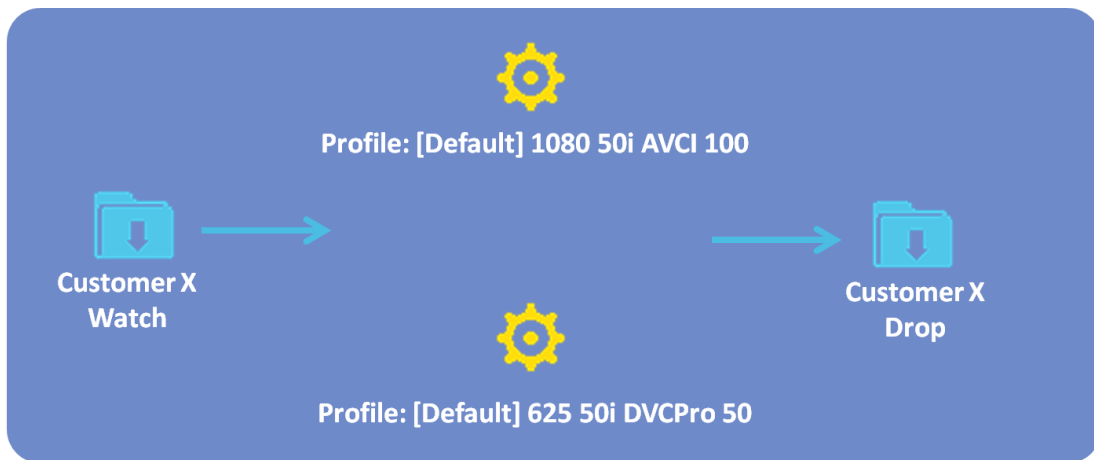 Profile: [Default] 1080 50i AVCI 100
Customer X
Watch
Customer X
Drop
Profile: [Default] 625 50i DVCPro 50